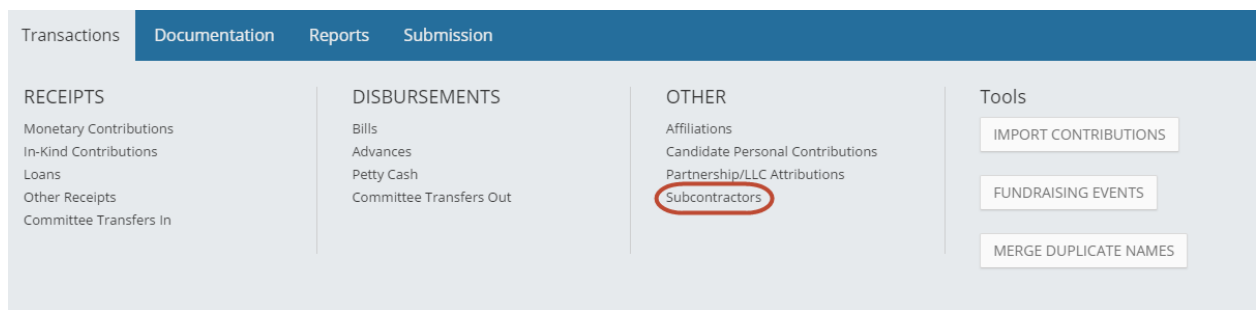 Transactions Documentation Reports Submission
RECEIPTS
Monetary Contributions
In-Kind Contributions
Loans
Other Receipts
Committee Transfers In
DISBURSEMENTS
Bills
Advances
Petty Cash
Committee Transfers Out
OTHER
Affiliations
Candidate Personal Contributions
Partnership/LLC Attributions
Subcontractors
Tools
IMPORT CONTRIBUTIONS
FUNDRAISING EVENTS
MERGE DUPLICATE NAMES